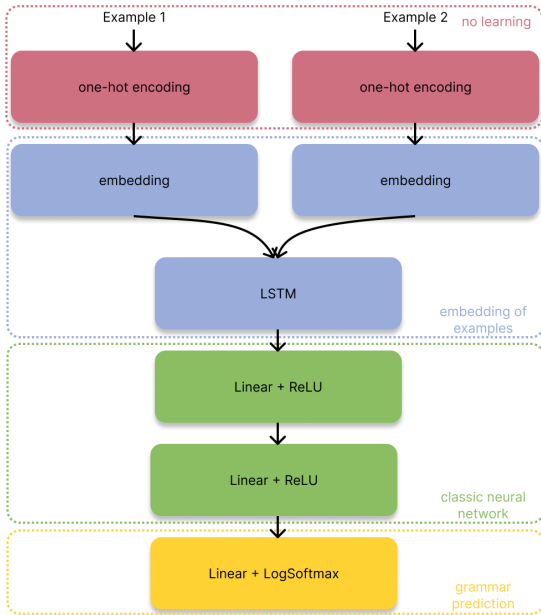 Example 1
Example 2
no learning
one-hot encoding
one-hot encoding
embedding
embedding
LSTM
embedding of
examples
Linear + ReLU
Linear + ReLU
classic neural
network
Linear + LogSoftmax
grammar
prediction